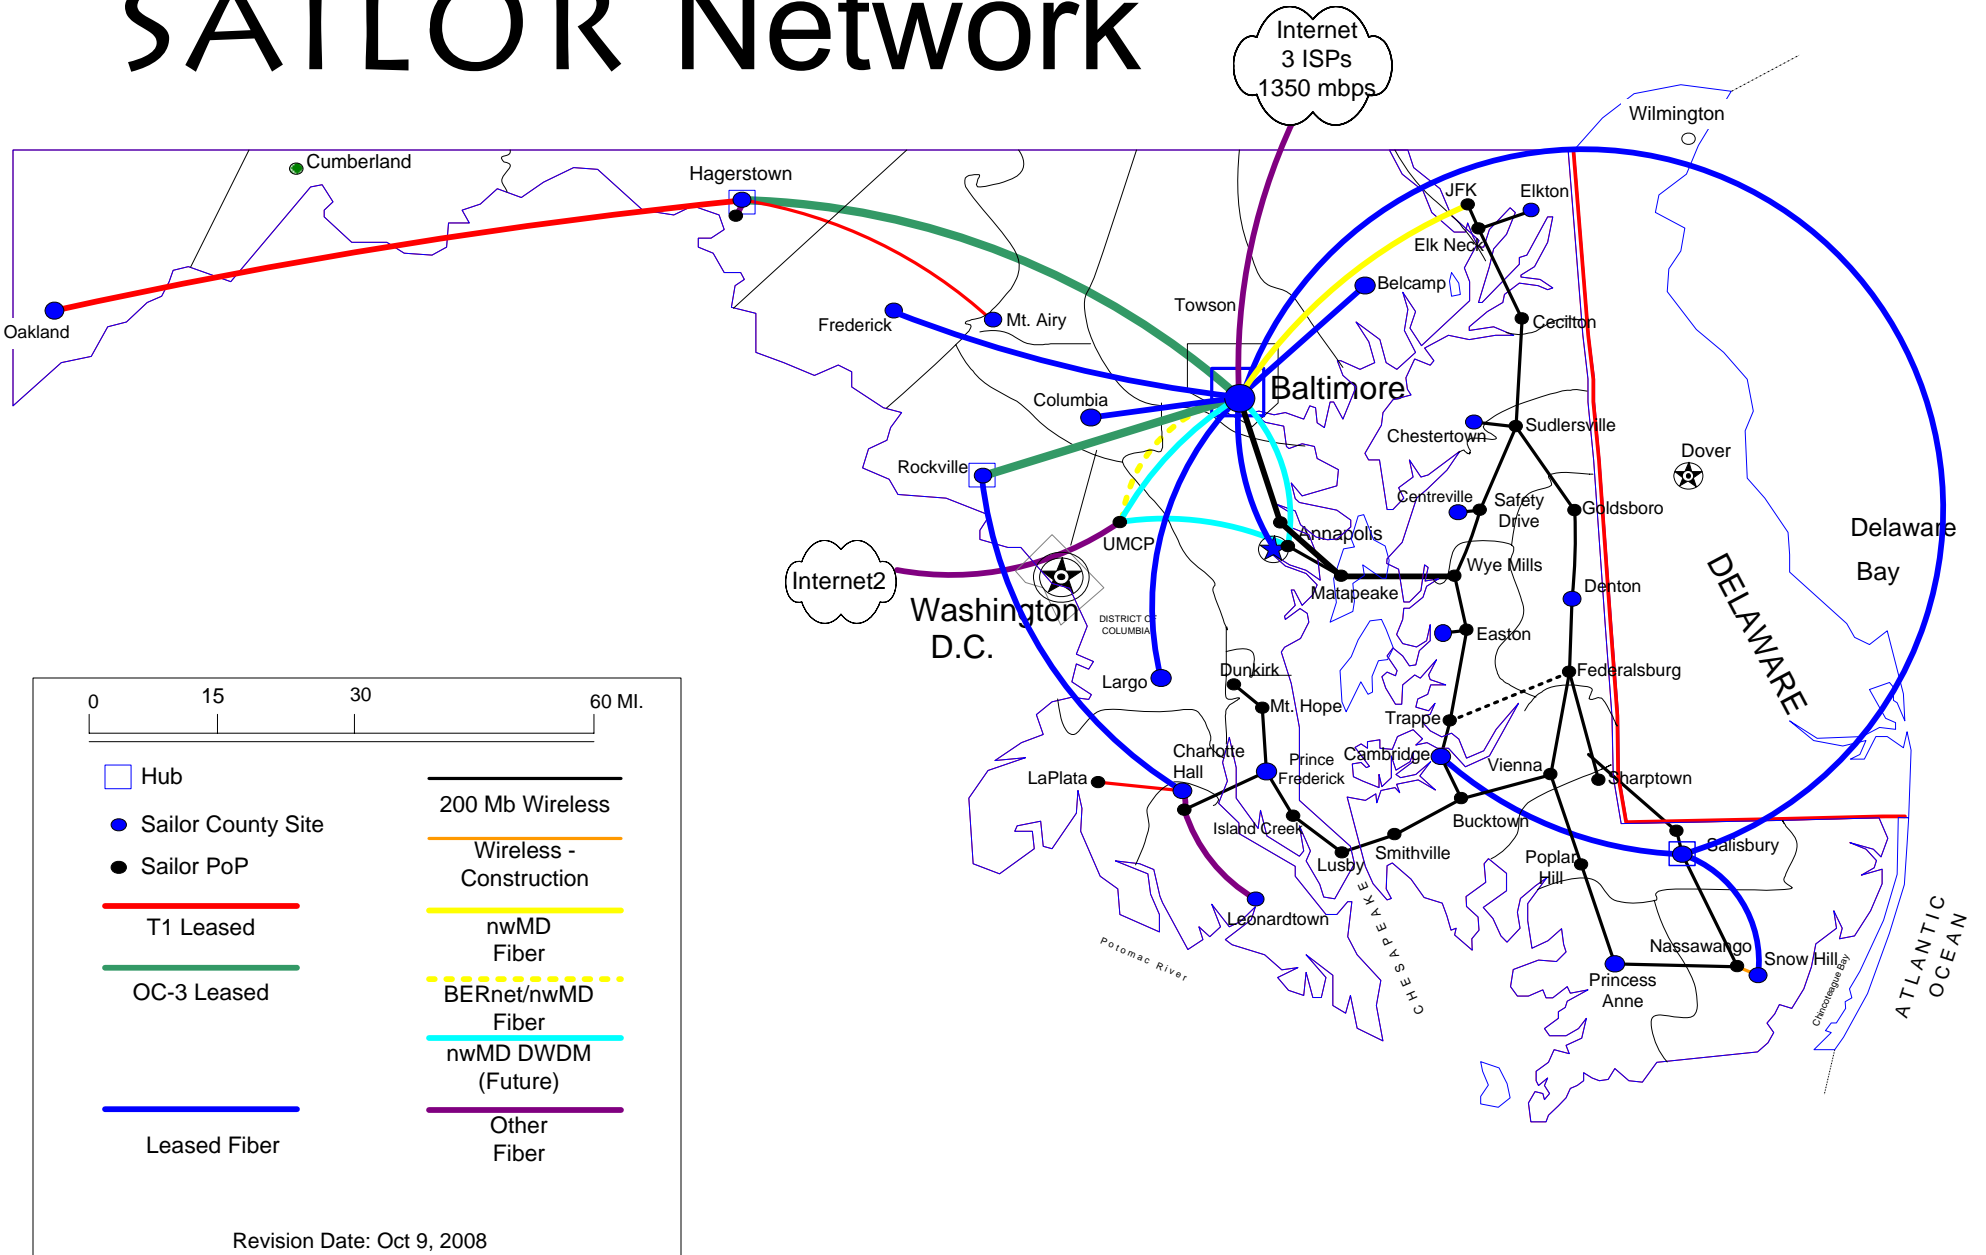 SAILOR Network
Internet
3 ISPs
1350 mbps
Wilmington
Cumberland
Hagerstown
JFK
Elkton
Elk Neck
Belcamp
Towson
Oakland
Frederick
Mt. Airy
Cecilton
Baltimore
Columbia
Chestertown
Sudlersville
Dover
Rockville
Centreville
Safety
Drive
Goldsboro
Delaware
Bay
UMCP
Annapolis
Internet2
Wye Mills
Matapeake
Denton
DELAWARE
Washington
D.C.
DISTRICT OF
COLUMBIA
Easton
Largo
Dunkirk
Federalsburg
Mt. Hope
Trappe
Charlotte
Hall
Prince
Frederick
Cambridge
Vienna
LaPlata
Sharptown
Island Creek
Bucktown
Lusby
Smithville
Salisbury
Poplar
Hill
Leonardtown
CHESAPEAKE
Potomac River
Nassawango
Snow Hill
Princess
Anne
Chincoteague Bay
ATLANTIC
OCEAN
0 15 30 60 MI.
Hub
Sailor County Site
Sailor PoP
T1 Leased
OC-3 Leased
Leased Fiber
200 Mb Wireless
Wireless -
Construction
nwMD
Fiber
BERnet/nwMD
Fiber
nwMD DWDM
(Future)
Other
Fiber
Revision Date: Oct 9, 2008